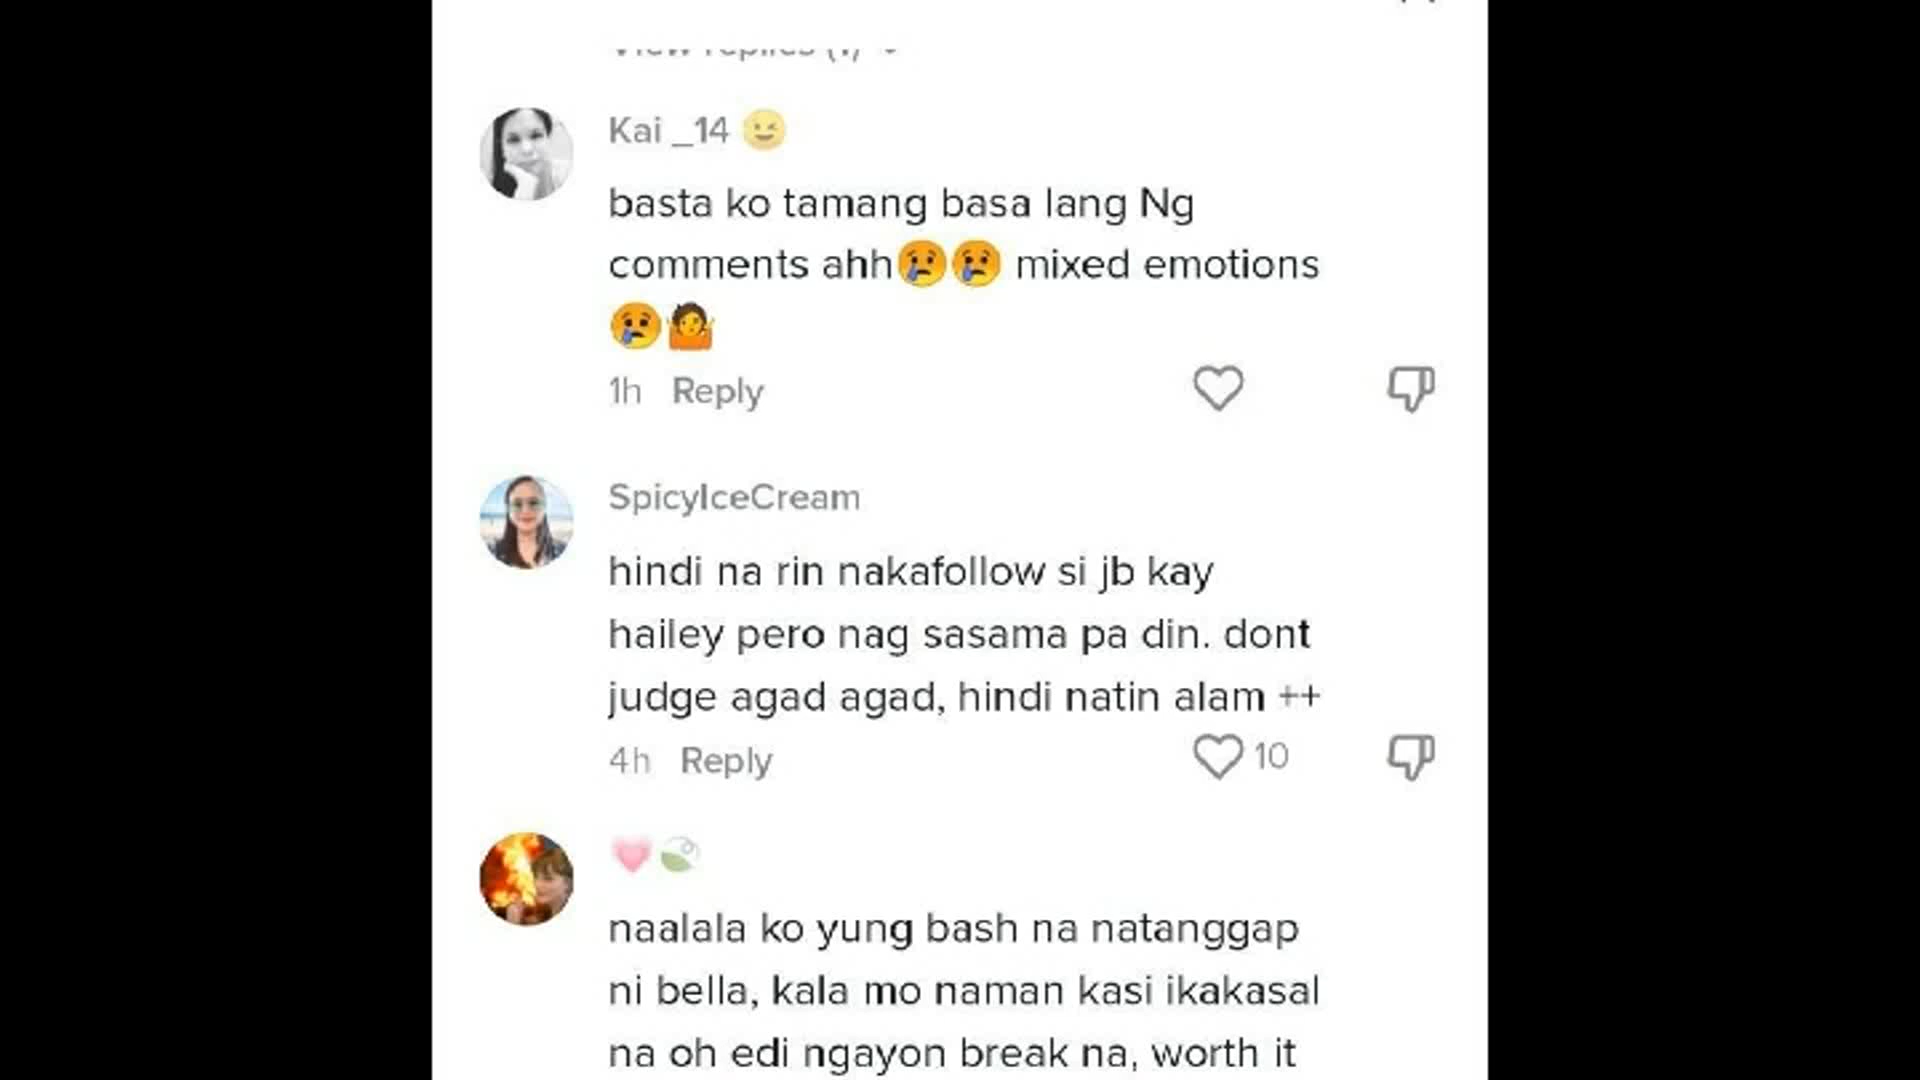 View replies (1)
Kai _14 😉
basta ko tamang basa lang Ng
comments ahh😢😢 mixed emotions
😢🤷
1h Reply
SpicyIceCream
hindi na rin nakafollow si jb kay
hailey pero nag sasama pa din. dont
judge agad agad, hindi natin alam ++
4h Reply 10
💗🍃
naalala ko yung bash na natanggap
ni bella, kala mo naman kasi ikakasal
na oh edi ngayon break na, worth it